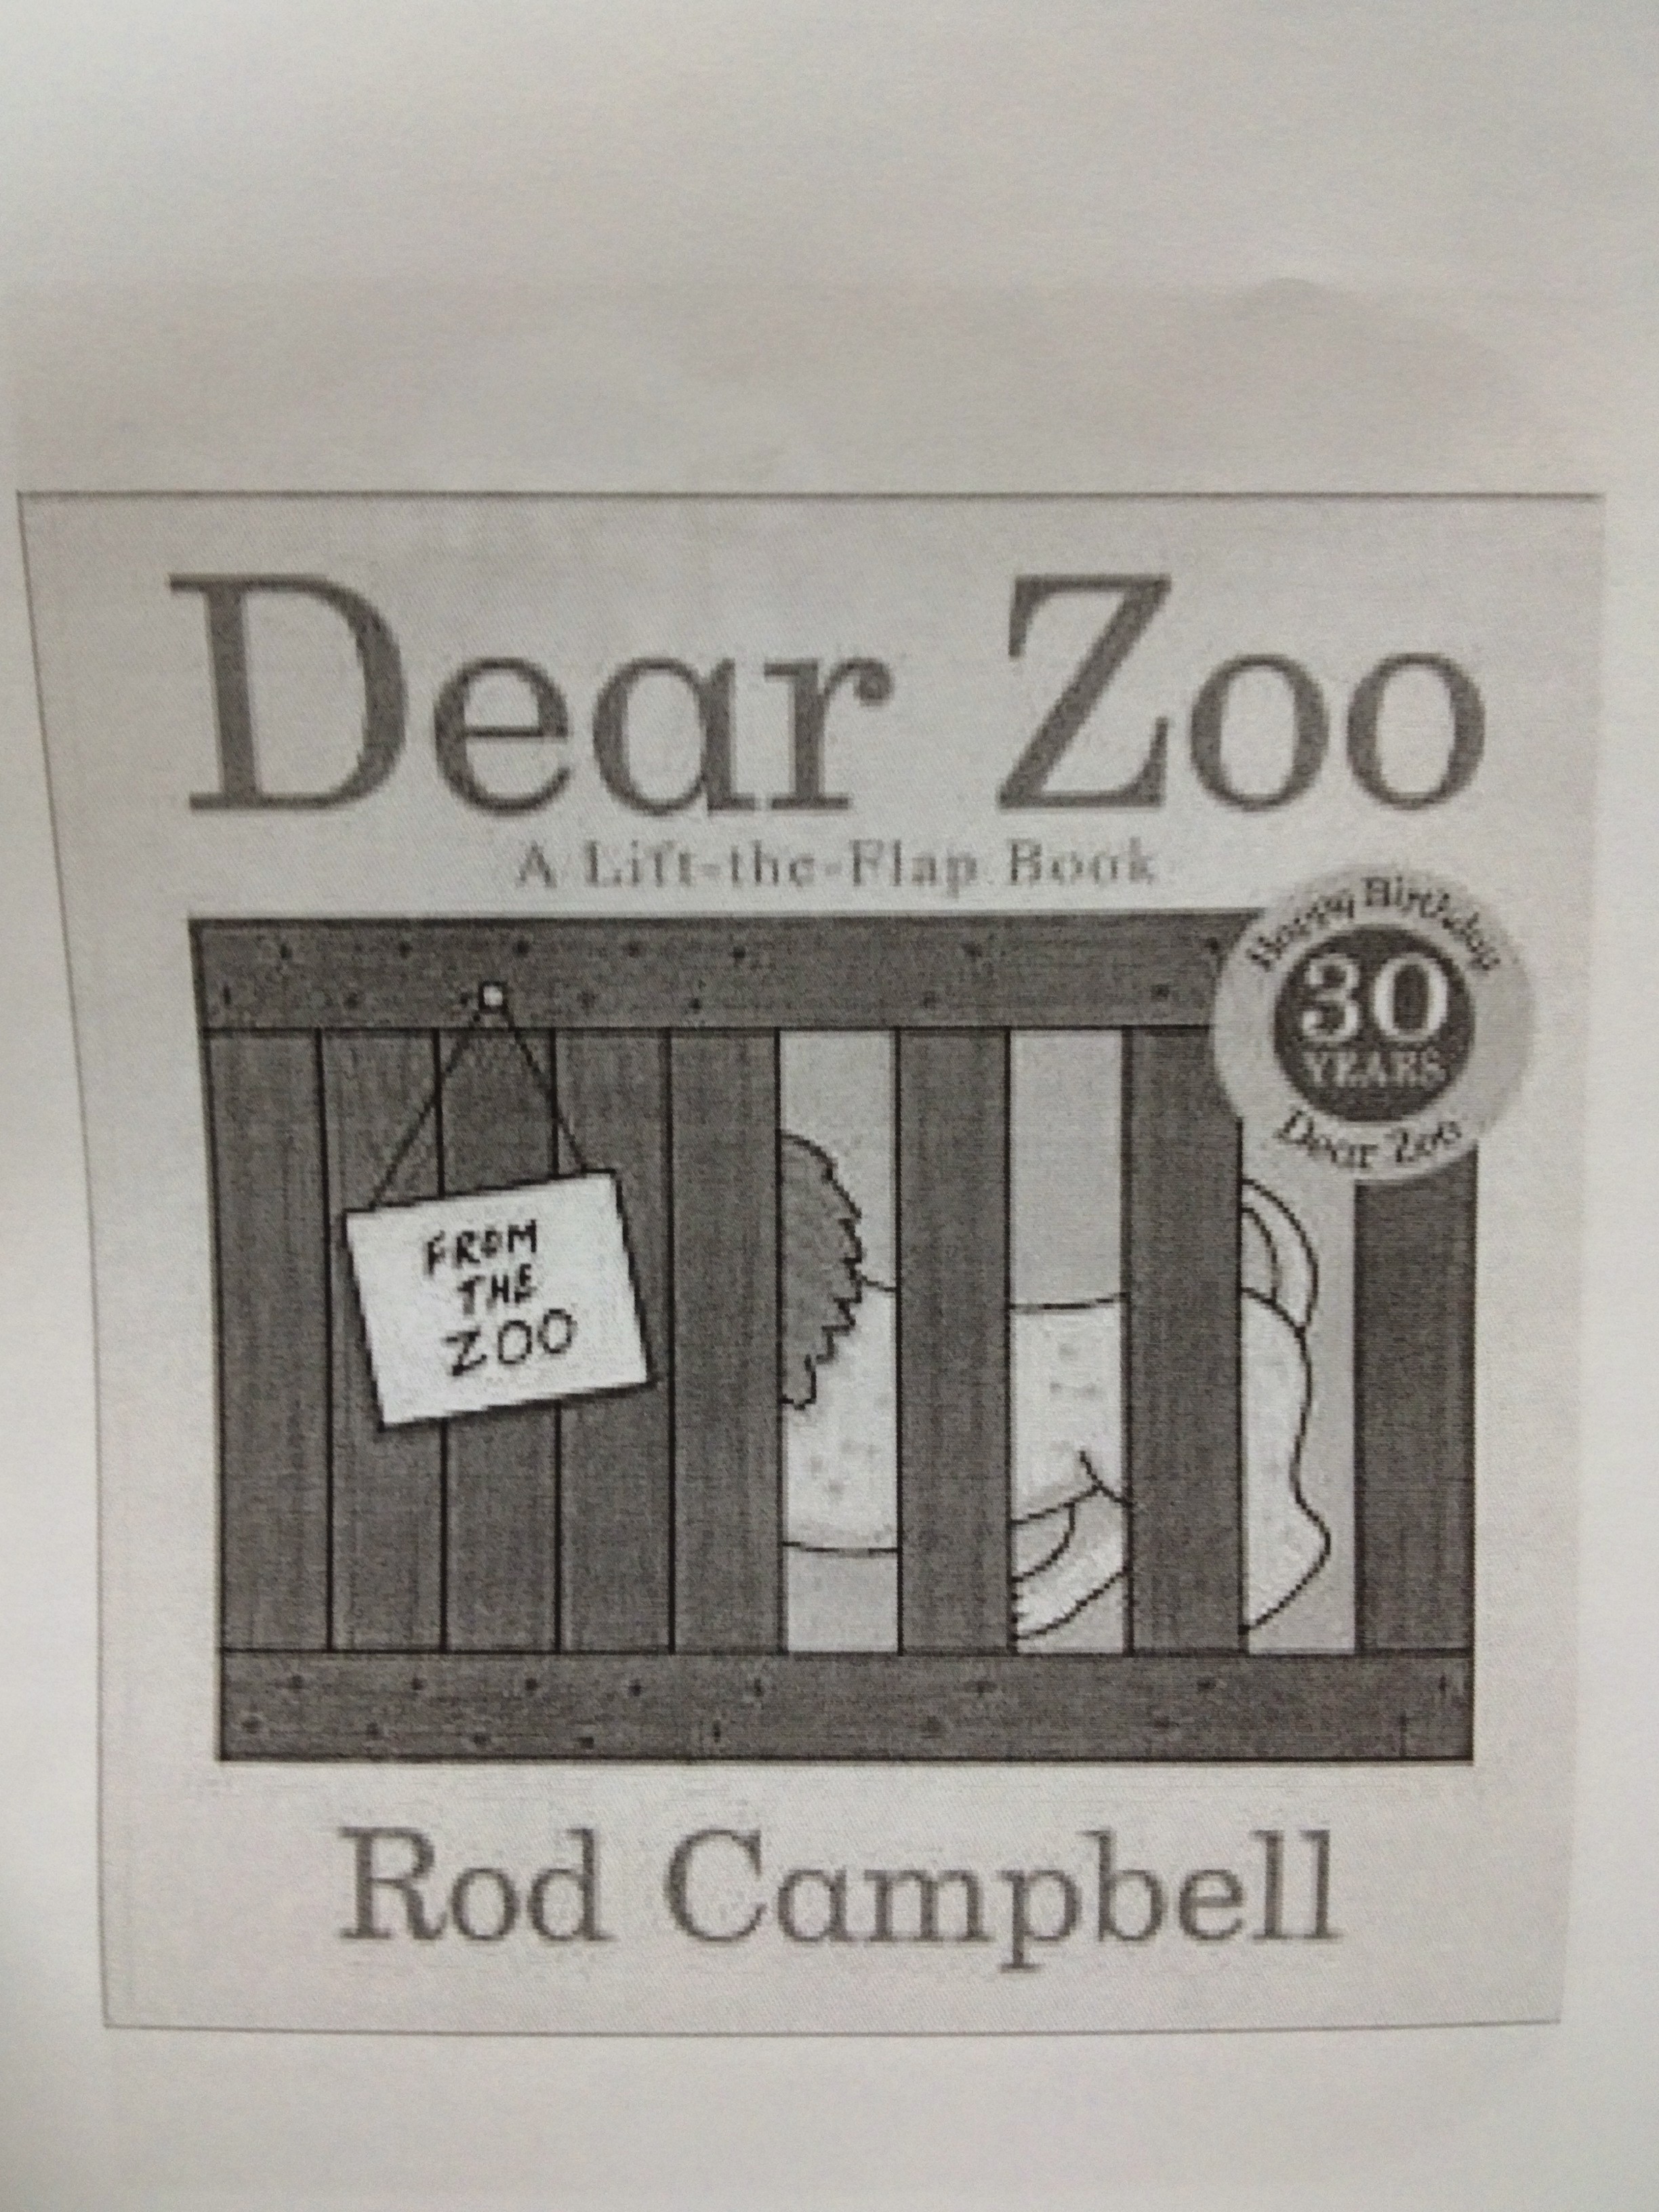 Dear Zoo
A Lift-the-Flap Book
Happy Birthday
30
YEARS
Dear Zoo
FROM
THE
ZOO
Rod Campbell